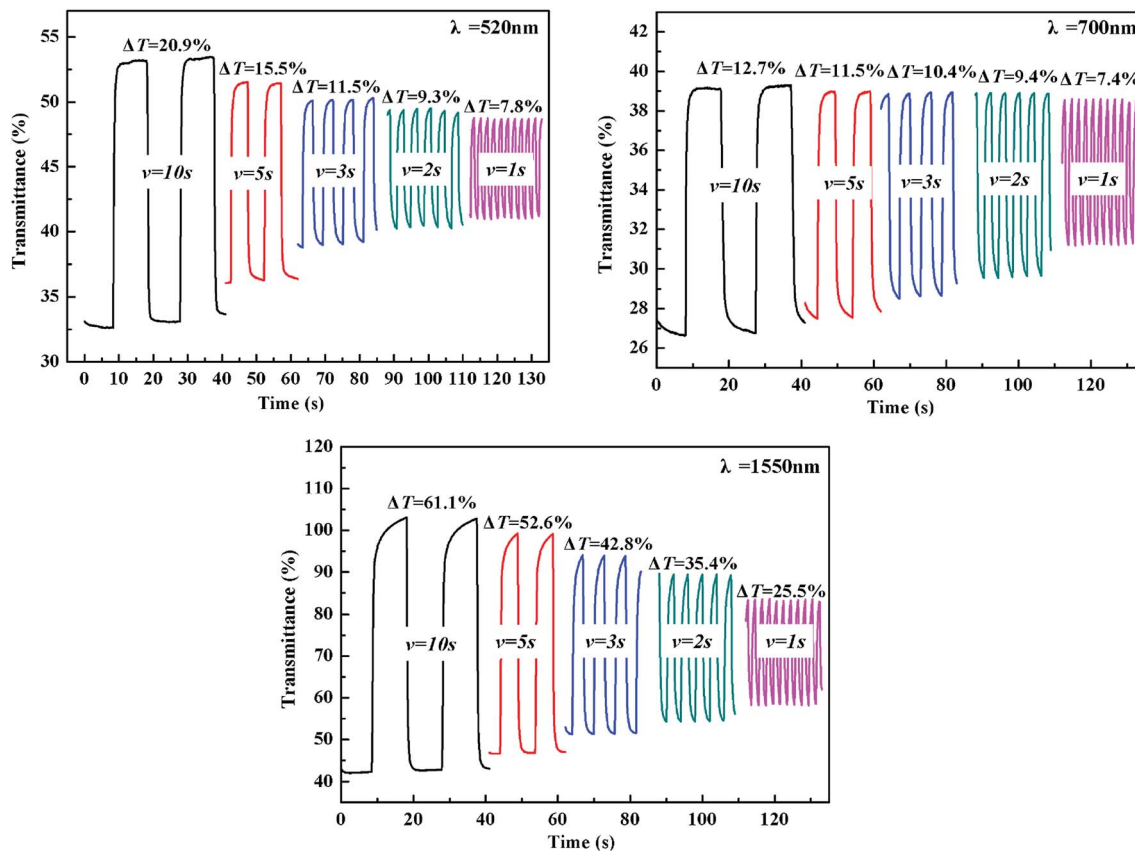 λ =520nm
ΔT=20.9%
ΔT=15.5%
ΔT=11.5%
ΔT=9.3%
ΔT=7.8%
v=10s
v=5s
v=3s
v=2s
v=1s
55
50
45
40
35
30
Transmittance (%)
0 10 20 30 40 50 60 70 80 90 100 110 120 130
Time (s)
λ =700nm
ΔT=12.7%
ΔT=11.5%
ΔT=10.4%
ΔT=9.4%
ΔT=7.4%
v=10s
v=5s
v=3s
v=2s
v=1s
42
40
38
36
34
32
30
28
26
Transmittance (%)
0 20 40 60 80 100 120
Time (s)
λ =1550nm
ΔT=61.1%
ΔT=52.6%
ΔT=42.8%
ΔT=35.4%
ΔT=25.5%
v=10s
v=5s
v=3s
v=2s
v=1s
120
110
100
90
80
70
60
50
40
Transmittance (%)
0 20 40 60 80 100 120
Time (s)